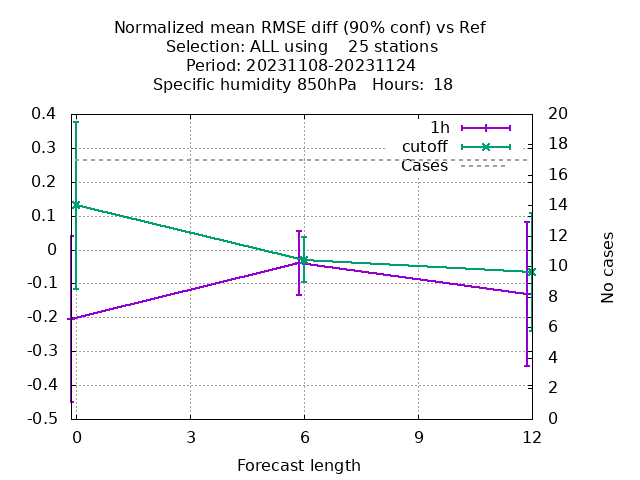 Normalized mean RMSE diff (90% conf) vs Ref
Selection: ALL using    25 stations
Period: 20231108-20231124
Specific humidity 850hPa   Hours:  18
0.4
0.3
0.2
0.1
0
-0.1
-0.2
-0.3
-0.4
-0.5
20
18
16
14
12
10
8
6
4
2
0
1h
cutoff
Cases
No cases
0 3 6 9 12
Forecast length